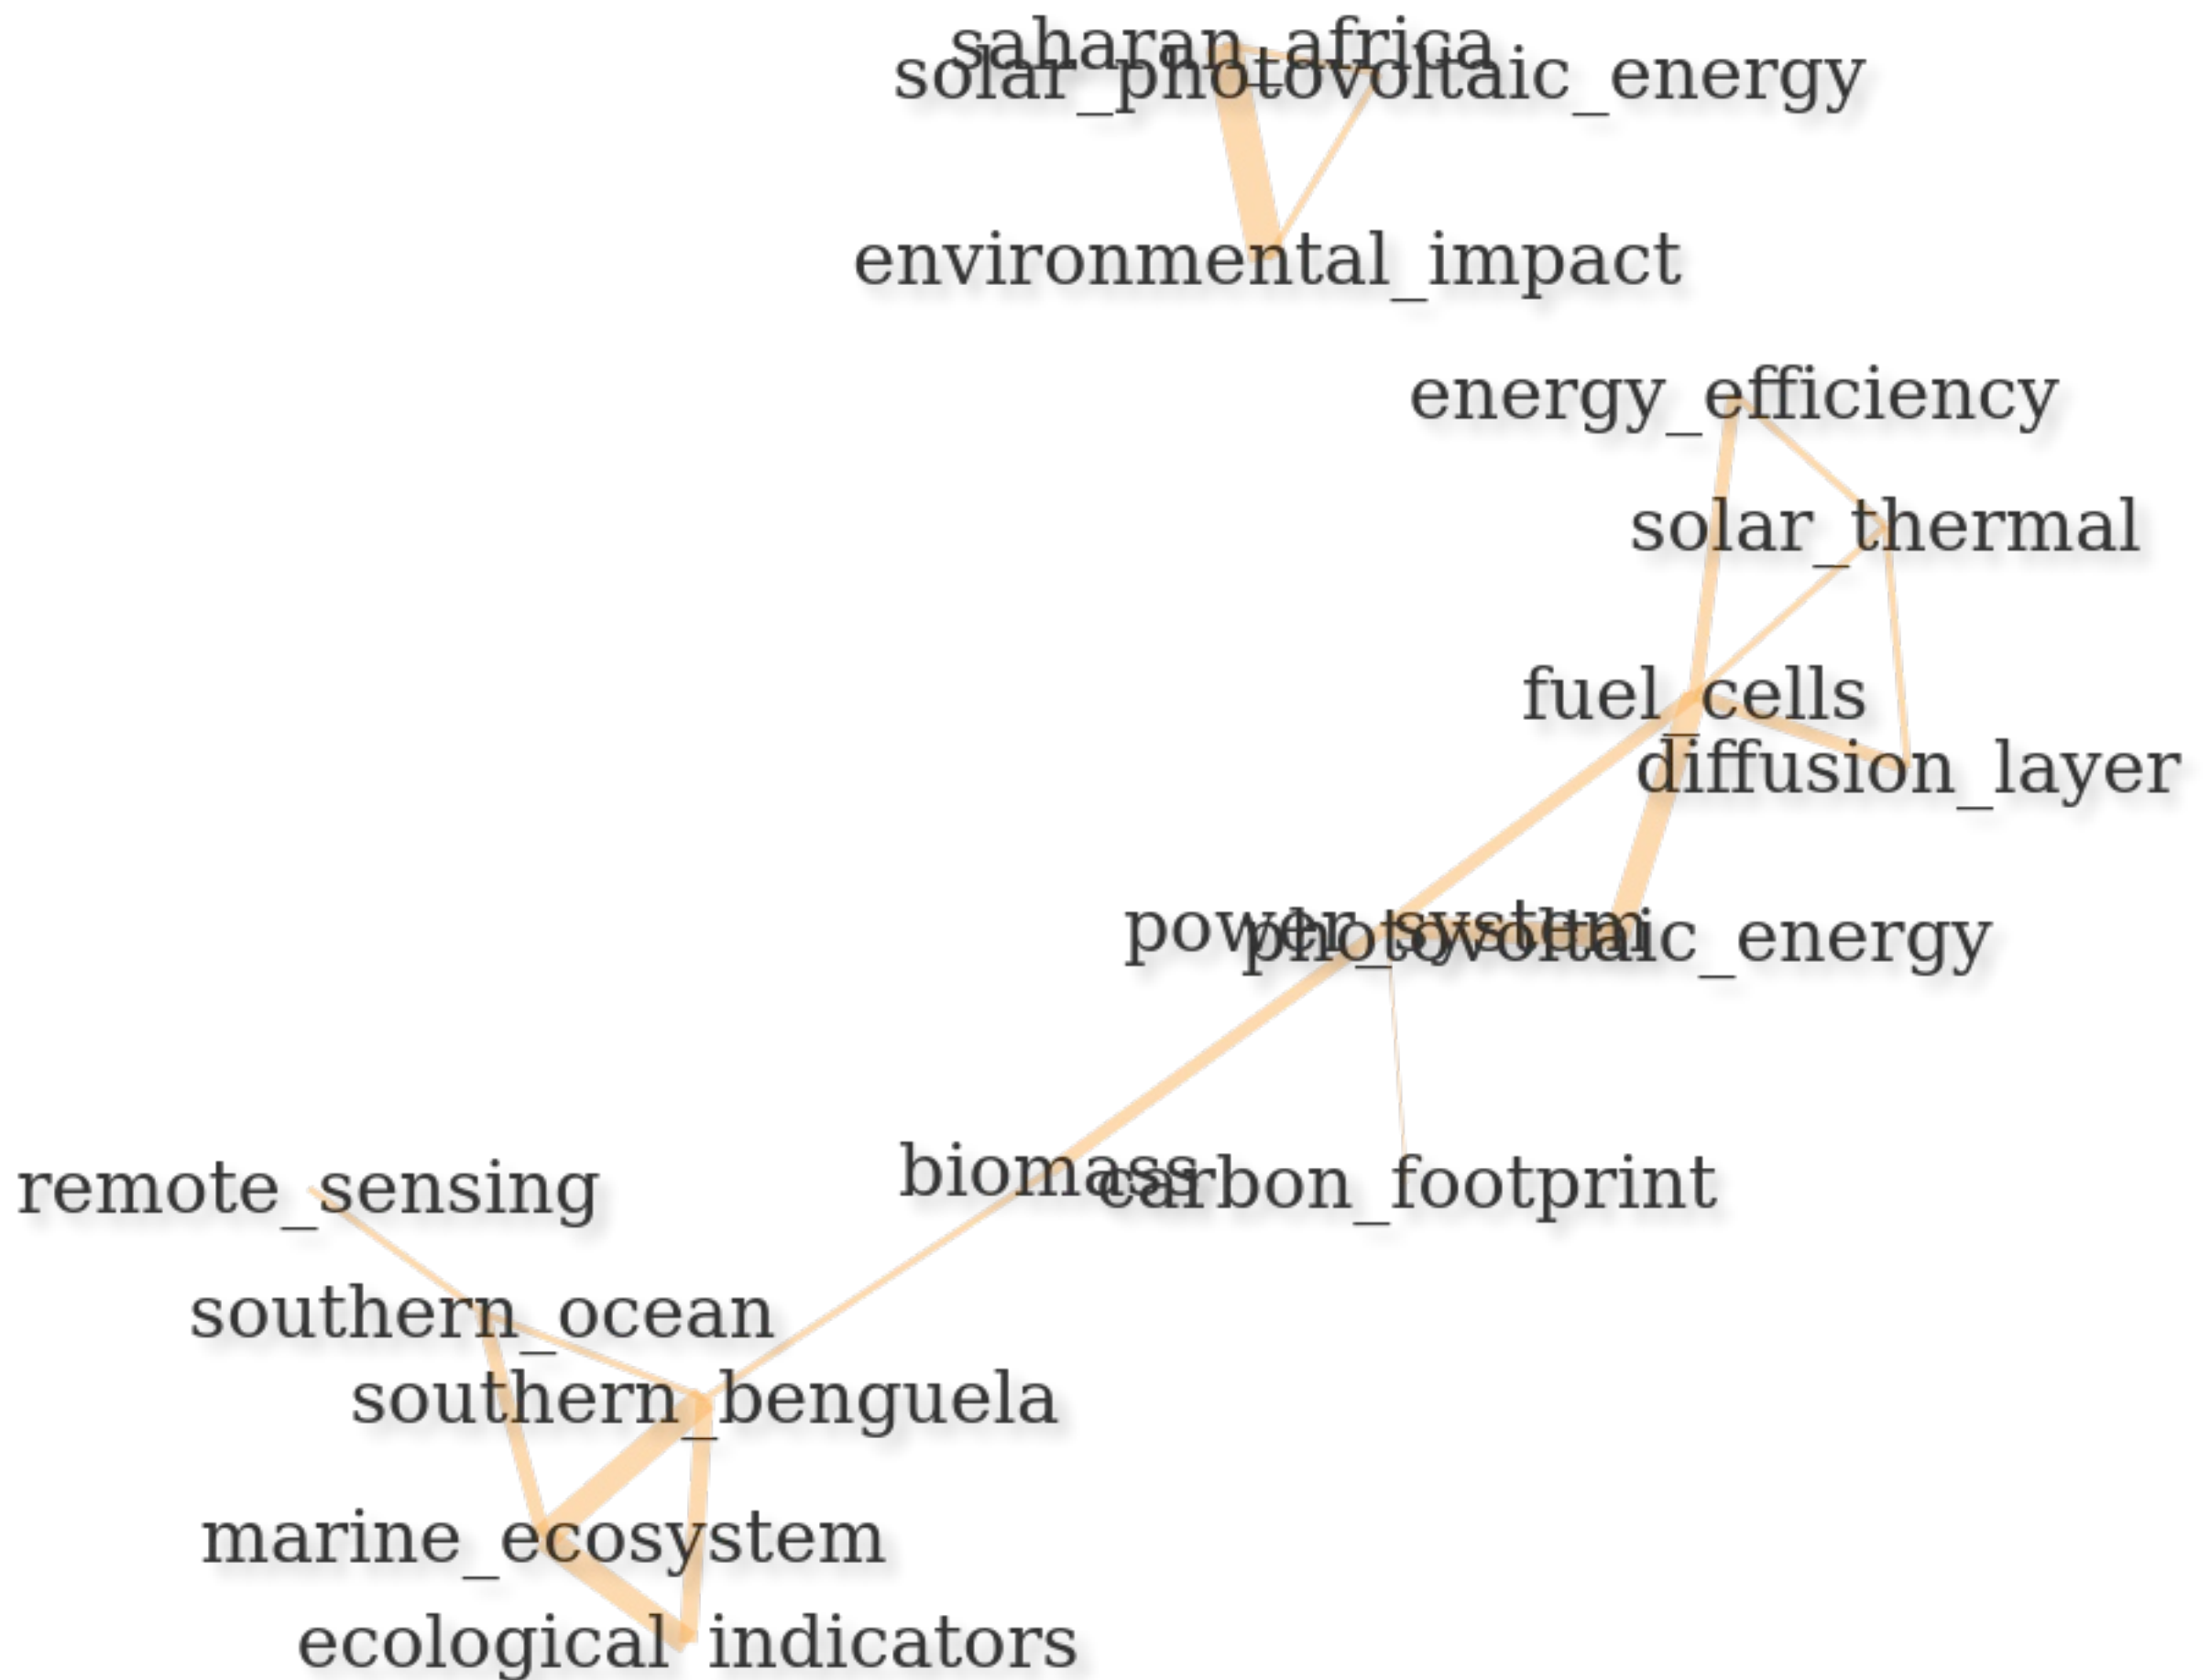 saharan_africa
solar_photovoltaic_energy
environmental_impact
energy_efficiency
solar_thermal
fuel_cells
diffusion_layer
power_system
photovoltaic_energy
biomass
carbon_footprint
remote_sensing
southern_ocean
southern_benguela
marine_ecosystem
ecological_indicators